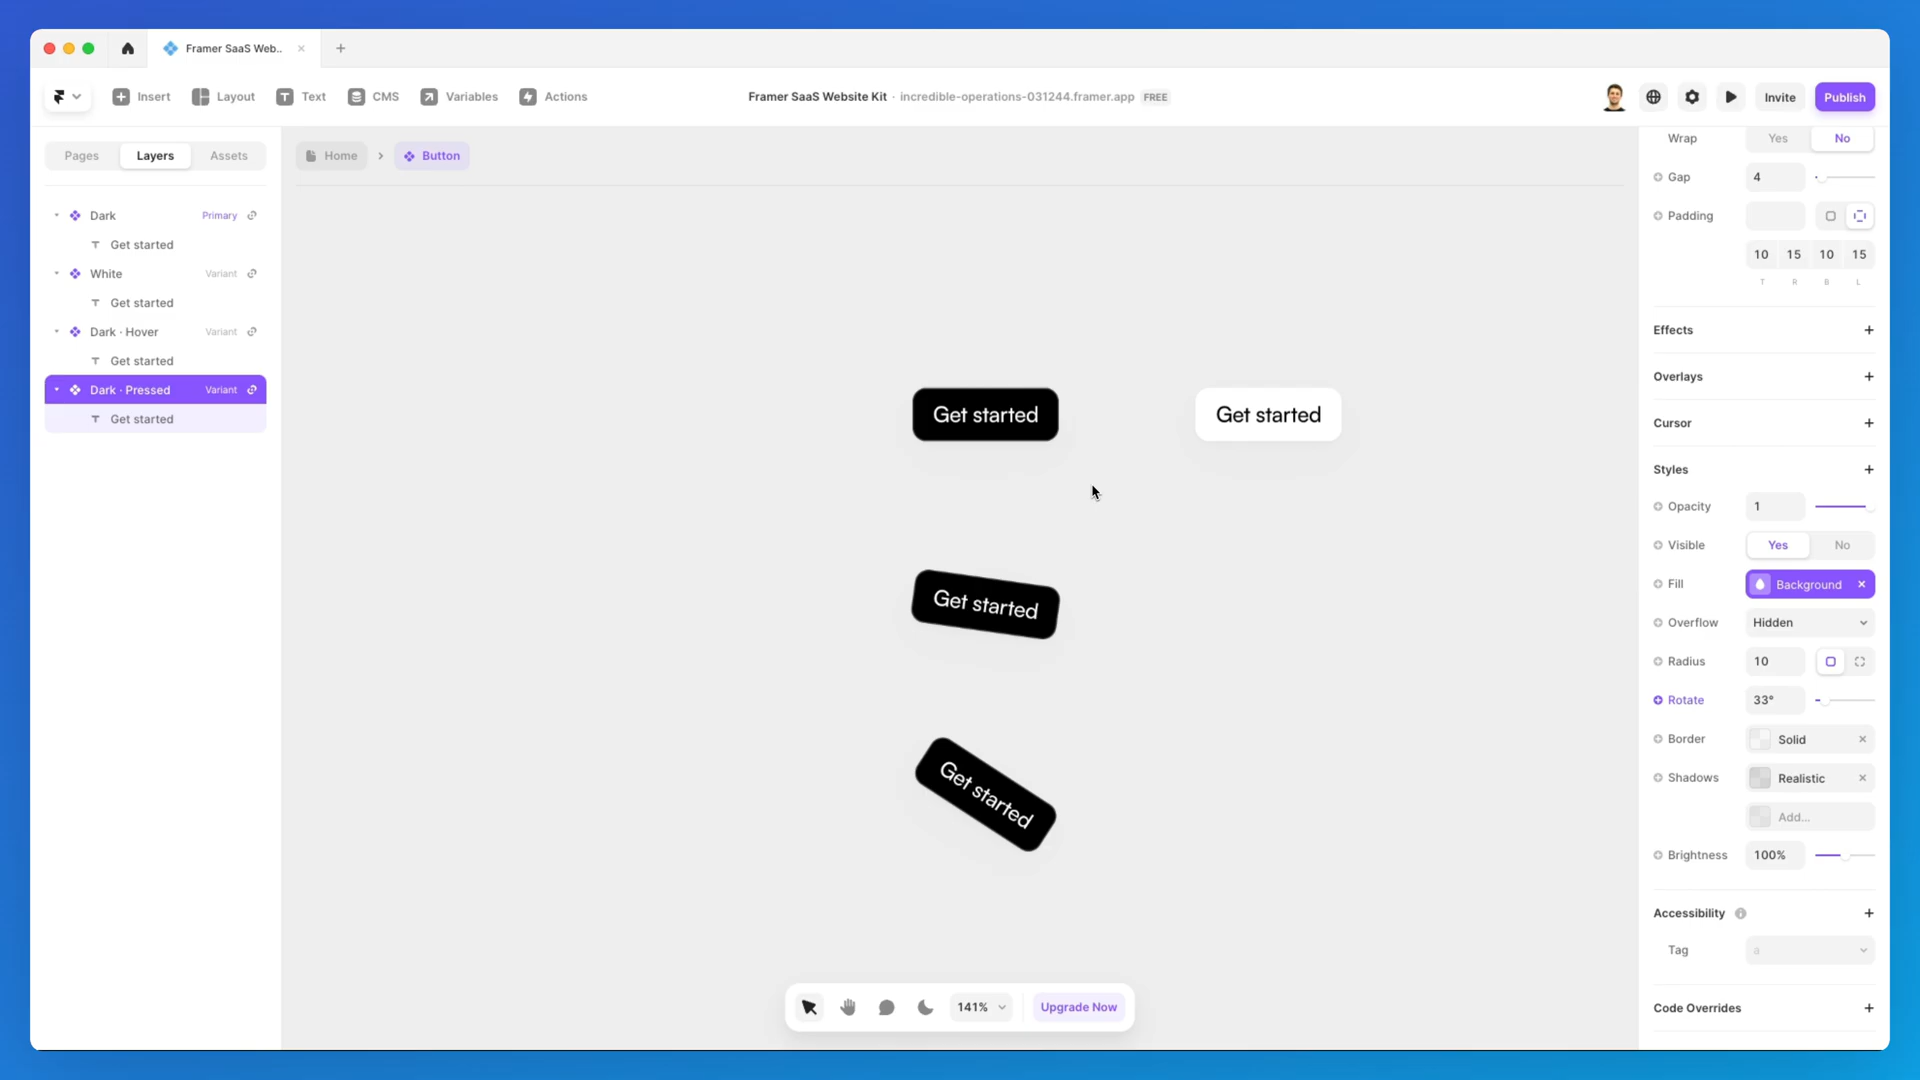 Framer SaaS Web..
Insert
Layout
Text
CMS
Variables
Actions
Framer SaaS Website Kit · incredible-operations-031244.framer.app FREE
Invite
Publish
Pages
Layers
Assets
Home
Button
Dark Primary
Get started
White Variant
Get started
Dark · Hover Variant
Get started
Dark · Pressed Variant
Get started
Get started
Get started
Get started
Get started
141%
Upgrade Now
Wrap Yes No
Gap 4
Padding
10 15 10 15
T R B L
Effects
Overlays
Cursor
Styles
Opacity 1
Visible Yes No
Fill Background
Overflow Hidden
Radius 10
Rotate 33°
Border Solid
Shadows Realistic
Add...
Brightness 100%
Accessibility
Tag a
Code Overrides